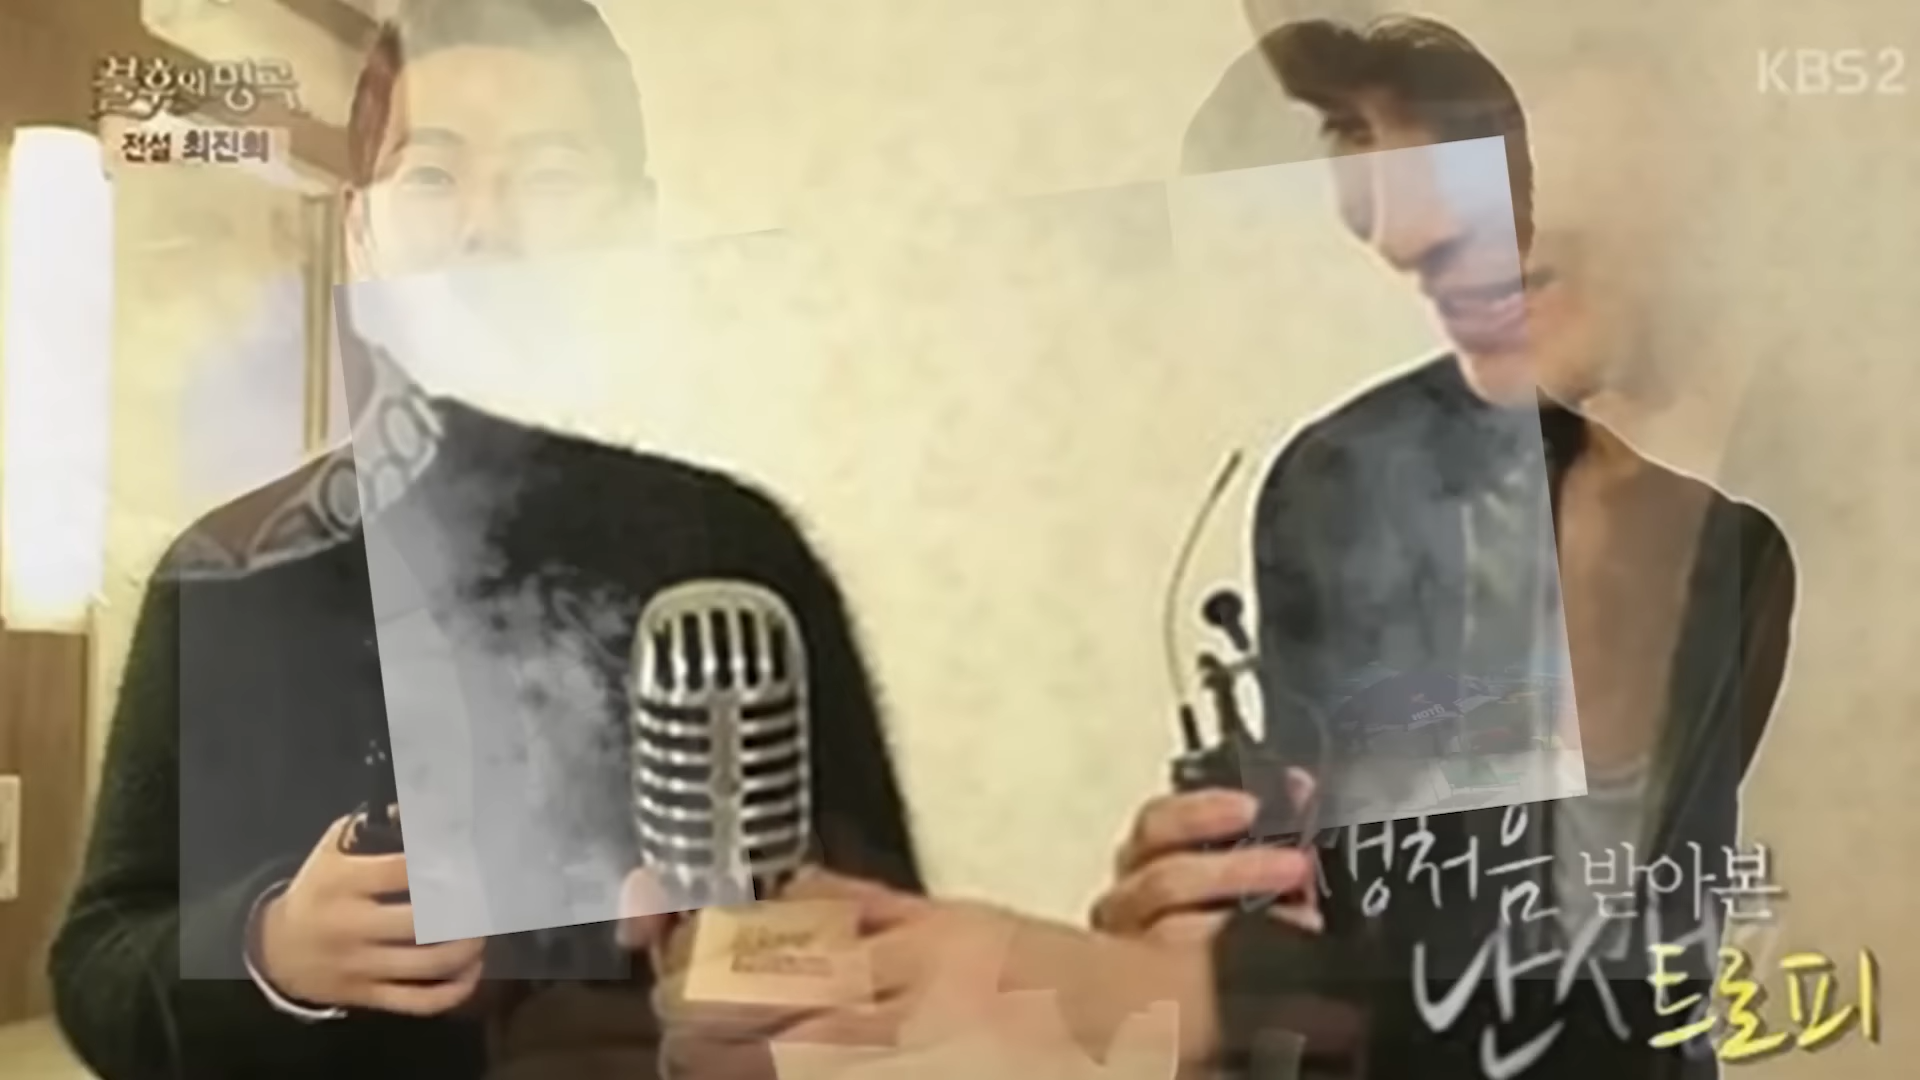 불후의명곡
KBS2
전설 최진희
생처음 받아본
난생
트로피